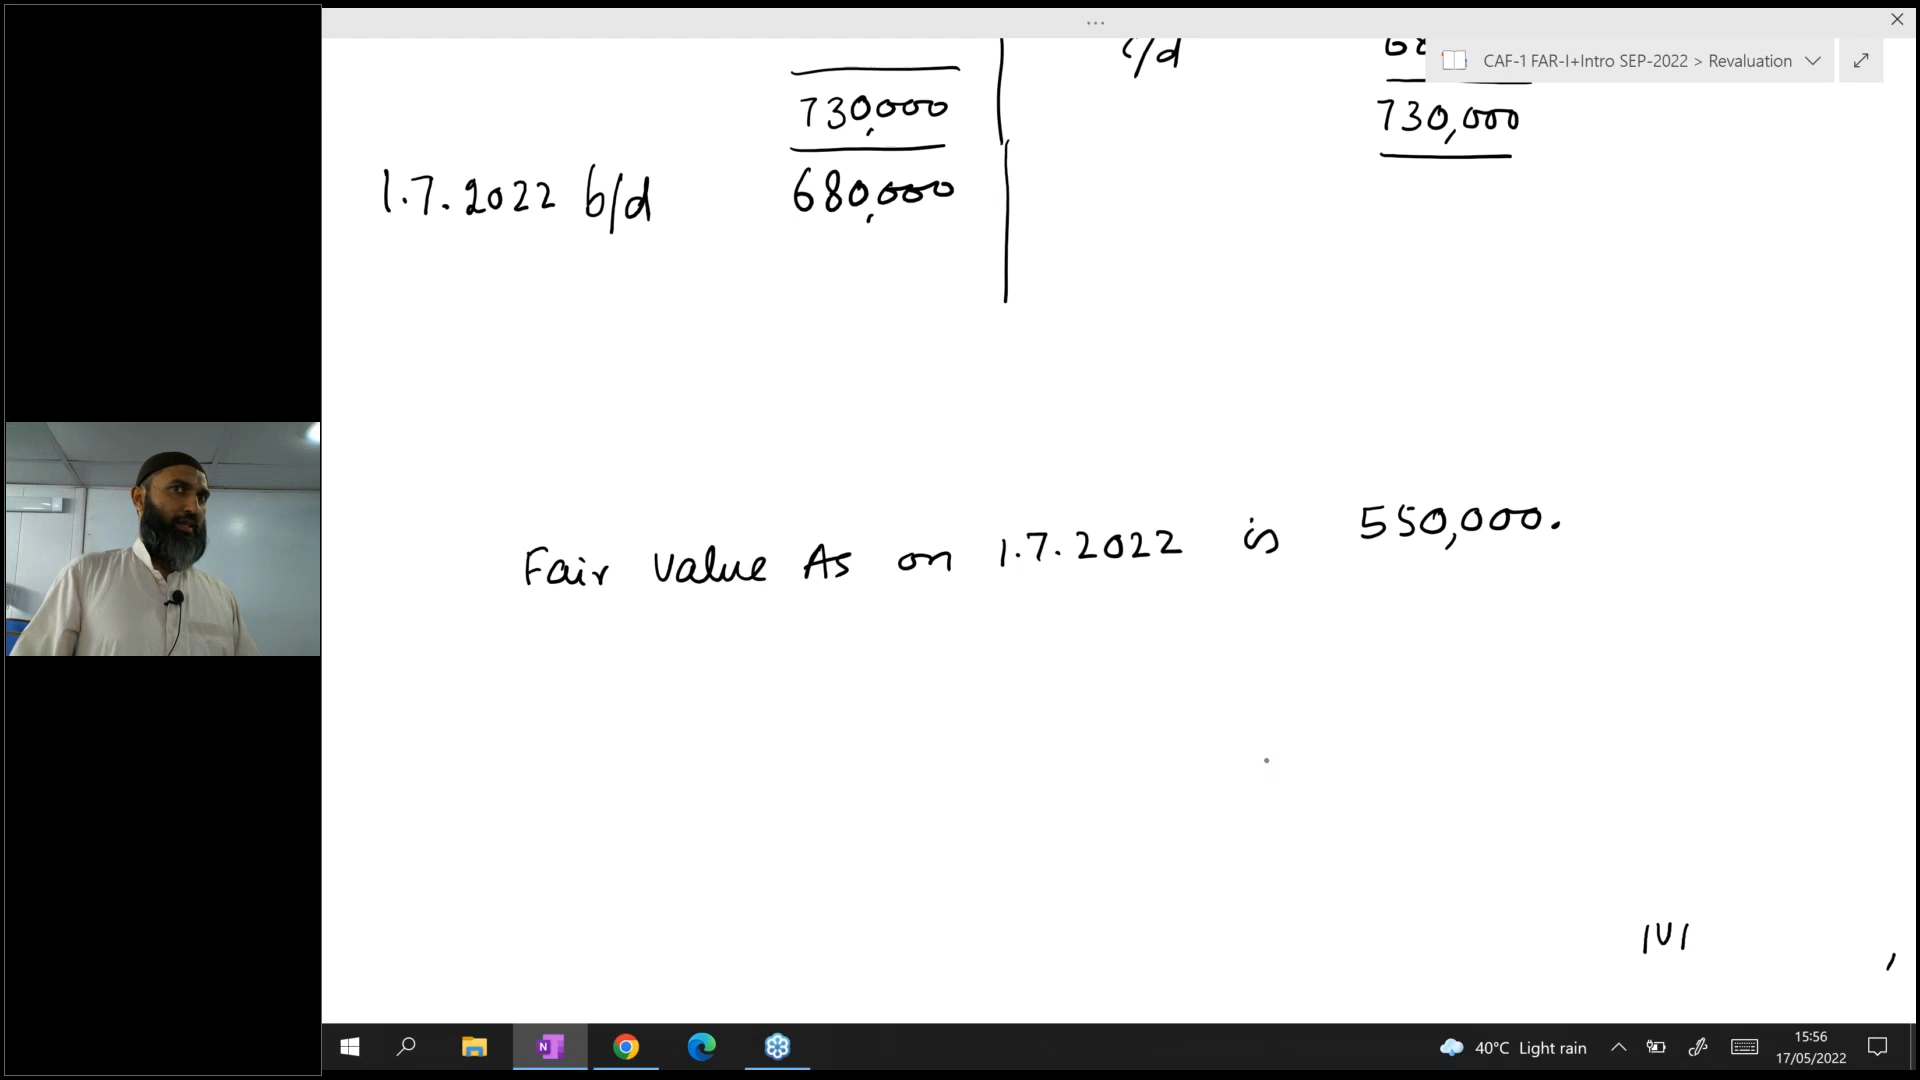 c/d
CAF-1 FAR-I+Intro SEP-2022 > Revaluation
730,000
730,000
1.7.2022 b/d 680,000
Fair Value As on 1.7.2022 is 550,000.
40°C Light rain
15:56
17/05/2022